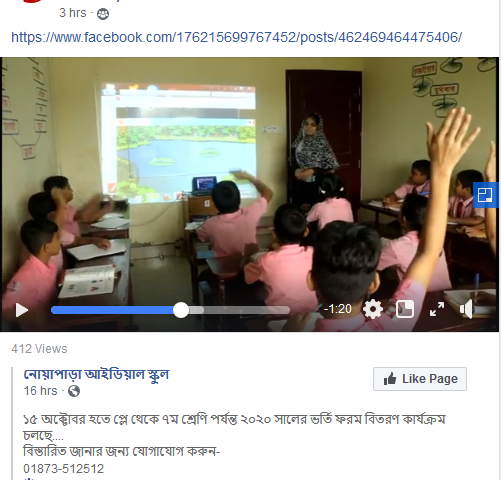 3 hrs ·
https://www.facebook.com/176215699767452/posts/462469464475406/
-1:20
412 Views
নোয়াপাড়া আইডিয়াল স্কুল
Like Page
16 hrs ·
১৫ অক্টোবর হতে প্লে থেকে ৭ম শ্রেণি পর্যন্ত ২০২০ সালের ভর্তি ফরম বিতরণ কার্যক্রম
চলছে....
বিস্তারিত জানার জন্য যোগাযোগ করুন-
01873-512512